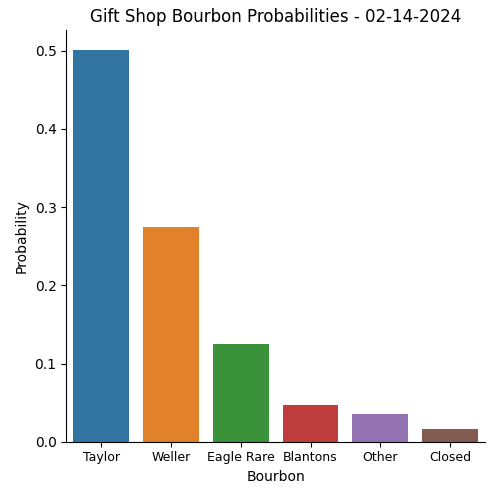 Gift Shop Bourbon Probabilities - 02-14-2024
0.5
0.4
0.3
0.2
0.1
0.0
Probability
Taylor Weller Eagle Rare Blantons Other Closed
Bourbon